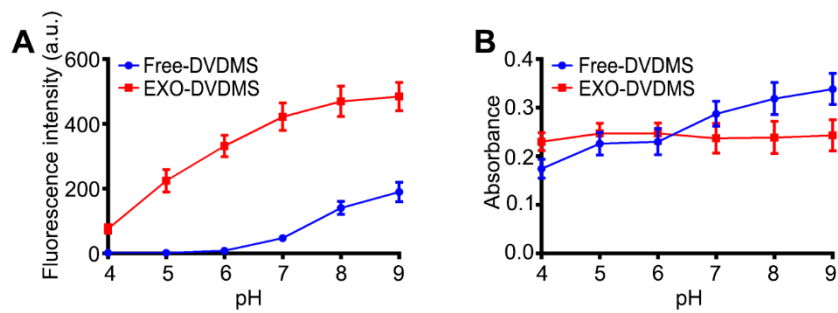 A
Fluorescence intensity (a.u.)
600
400
200
0
Free-DVDMS
EXO-DVDMS
4 5 6 7 8 9
pH
B
Absorbance
0.4
0.3
0.2
0.1
0.0
Free-DVDMS
EXO-DVDMS
4 5 6 7 8 9
pH